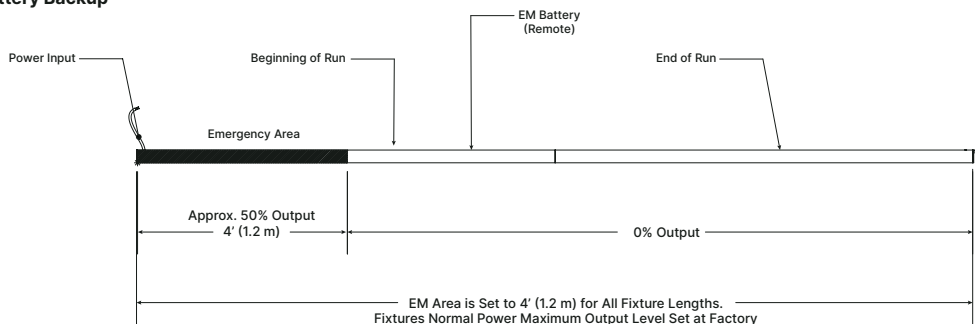 ttery Backup
EM Battery
(Remote)
Power Input
Beginning of Run
End of Run
Emergency Area
Approx. 50% Output
4’ (1.2 m)
0% Output
EM Area is Set to 4’ (1.2 m) for All Fixture Lengths.
Fixtures Normal Power Maximum Output Level Set at Factory